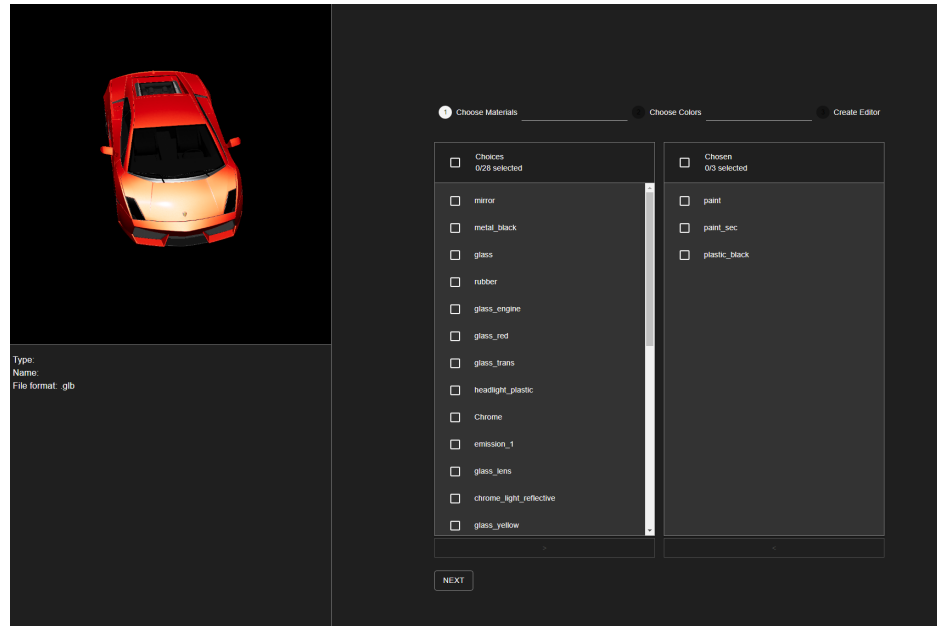 1 Choose Materials
Choose Colors
Create Editor
Choices
0/28 selected
mirror
metal_black
glass
rubber
glass_engine
glass_red
glass_trans
headlight_plastic
Chrome
emission_1
glass_lens
chrome_light_reflective
glass_yellow
>
Chosen
0/3 selected
paint
paint_sec
plastic_black
<
NEXT
Type:
Name:
File format: .glb